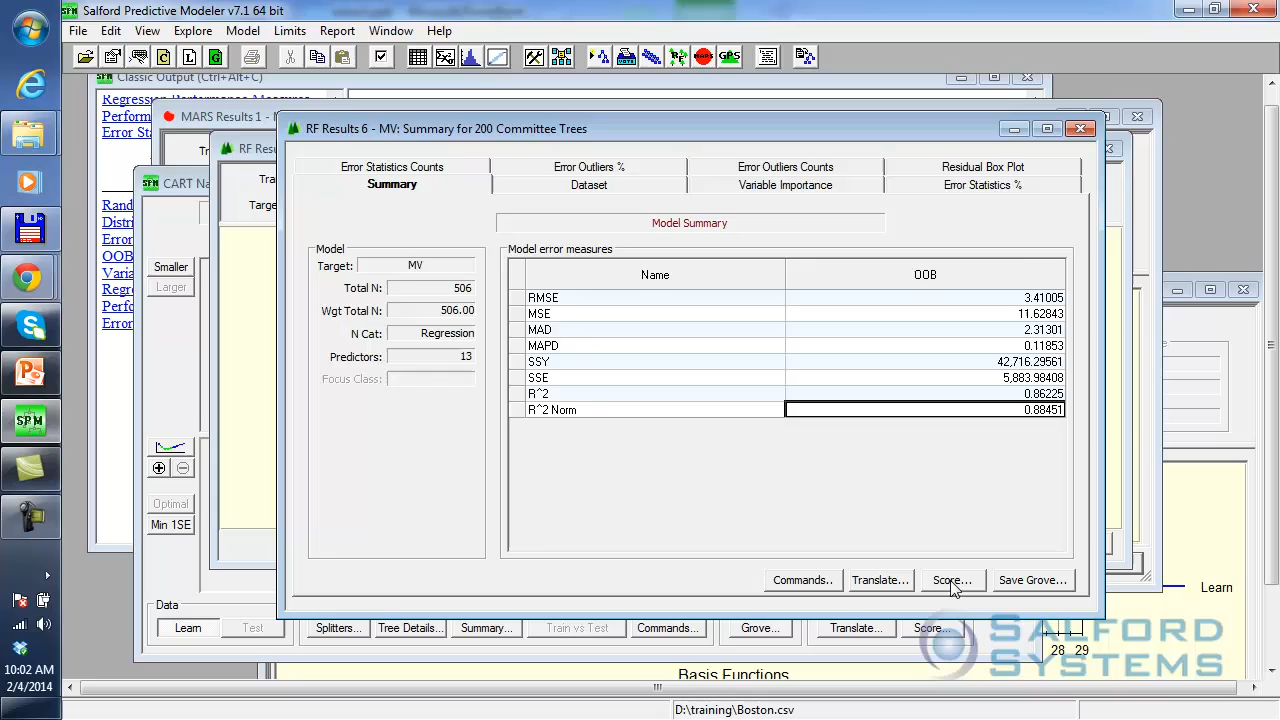 Salford Predictive Modeler v7.1 64 bit
File Edit View Explore Model Limits Report Window Help
Classic Output (Ctrl+Alt+C)
Regression Performance Measures
Perform
Error Sta
MARS Results 1 - M
RF Resu
CART Na
Tra
Targe
Rand
Distri
Error
OOB
Varia
Regre
Perfo
Error
Smaller
Larger
Optimal
Min 1SE
Data
Learn Test
RF Results 6 - MV: Summary for 200 Committee Trees
Error Statistics Counts Error Outliers % Error Outliers Counts Residual Box Plot
Summary Dataset Variable Importance Error Statistics %
Model Summary
Model
Target: MV
Total N: 506
Wgt Total N: 506.00
N Cat: Regression
Predictors: 13
Focus Class:
Model error measures
Name OOB
RMSE 3.41005
MSE 11.62843
MAD 2.31301
MAPD 0.11853
SSY 42,716.29561
SSE 5,883.98408
R^2 0.86225
R^2 Norm 0.88451
Commands.. Translate... Score... Save Grove...
Splitters... Tree Details... Summary... Train vs Test Commands... Grove... Translate... Score...
Learn
28 29
Basis Functions
SALFORD
SYSTEMS
D:\training\Boston.csv
10:02 AM
2/4/2014